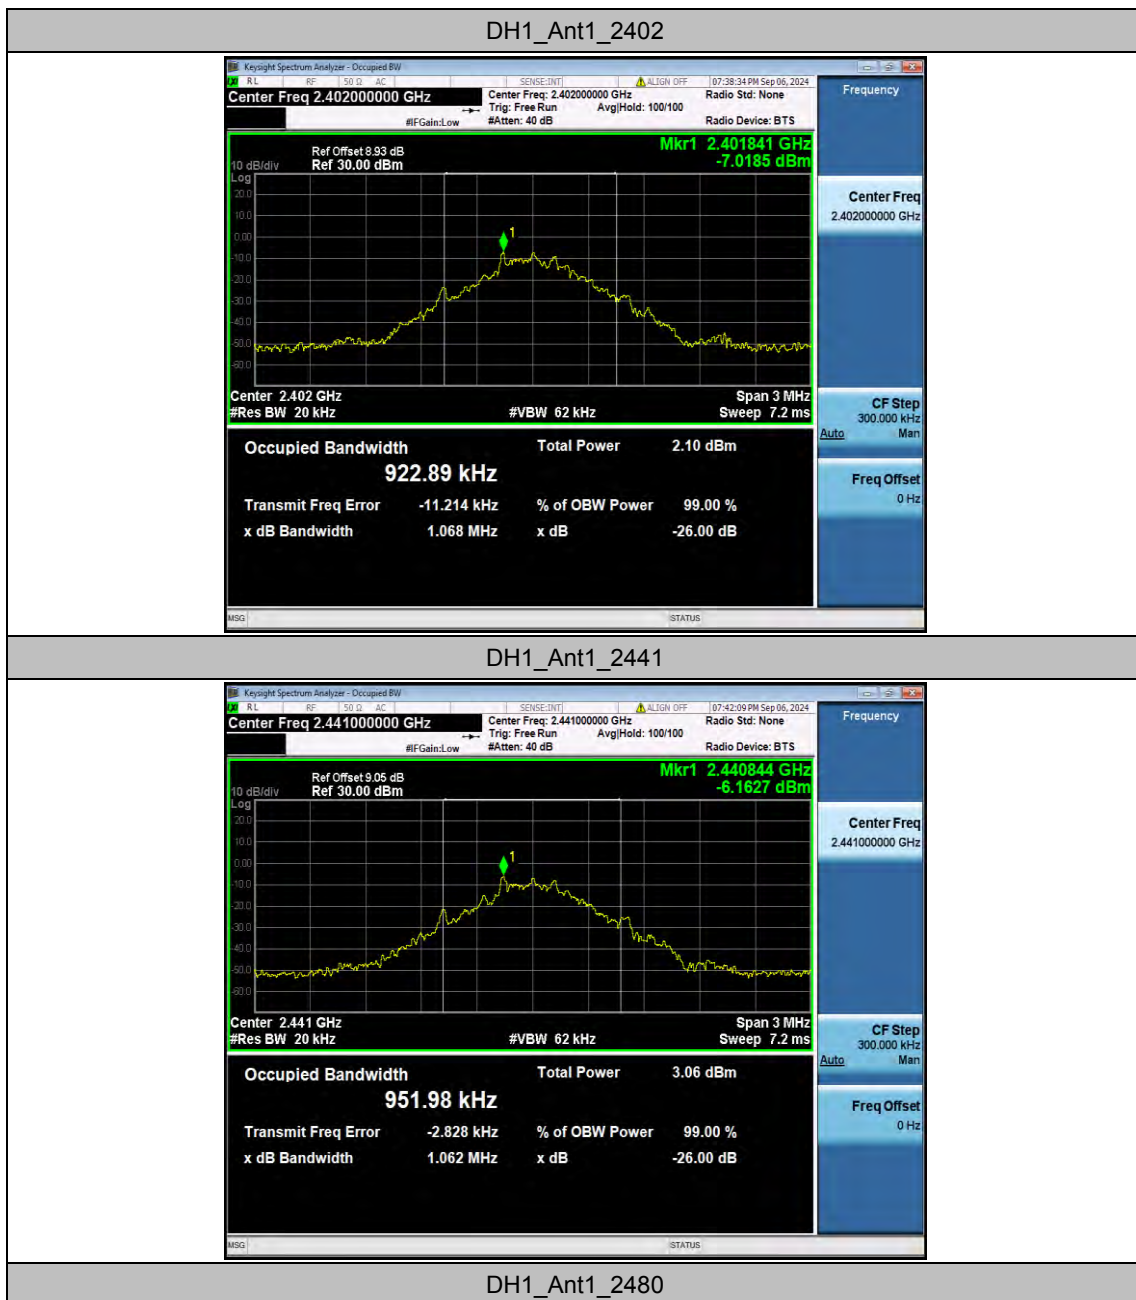 DH1_Ant1_2402
Keysight Spectrum Analyzer - Occupied BW
RL RF 50 Ω AC SENSE:INT ALIGN OFF 07:38:34 PM Sep 06, 2024
Center Freq 2.402000000 GHz
Center Freq: 2.402000000 GHz Radio Std: None
Trig: Free Run Avg|Hold: 100/100
#IFGain:Low #Atten: 40 dB Radio Device: BTS
Frequency
Mkr1 2.401841 GHz
-7.0185 dBm
Ref Offset 8.93 dB
10 dB/div Ref 30.00 dBm
Log
20.0
10.0
0.00
-10.0
-20.0
-30.0
-40.0
-50.0
-60.0
1
Center Freq
2.402000000 GHz
Center 2.402 GHz Span 3 MHz
#Res BW 20 kHz #VBW 62 kHz Sweep 7.2 ms
CF Step
300.000 kHz
Auto Man
Occupied Bandwidth Total Power 2.10 dBm
922.89 kHz
Transmit Freq Error -11.214 kHz % of OBW Power 99.00 %
x dB Bandwidth 1.068 MHz x dB -26.00 dB
Freq Offset
0 Hz
MSG STATUS
DH1_Ant1_2441
Keysight Spectrum Analyzer - Occupied BW
RL RF 50 Ω AC SENSE:INT ALIGN OFF 07:42:09 PM Sep 06, 2024
Center Freq 2.441000000 GHz
Center Freq: 2.441000000 GHz Radio Std: None
Trig: Free Run Avg|Hold: 100/100
#IFGain:Low #Atten: 40 dB Radio Device: BTS
Frequency
Mkr1 2.440844 GHz
-6.1627 dBm
Ref Offset 9.05 dB
10 dB/div Ref 30.00 dBm
Log
20.0
10.0
0.00
-10.0
-20.0
-30.0
-40.0
-50.0
-60.0
1
Center Freq
2.441000000 GHz
Center 2.441 GHz Span 3 MHz
#Res BW 20 kHz #VBW 62 kHz Sweep 7.2 ms
CF Step
300.000 kHz
Auto Man
Occupied Bandwidth Total Power 3.06 dBm
951.98 kHz
Transmit Freq Error -2.828 kHz % of OBW Power 99.00 %
x dB Bandwidth 1.062 MHz x dB -26.00 dB
Freq Offset
0 Hz
MSG STATUS
DH1_Ant1_2480